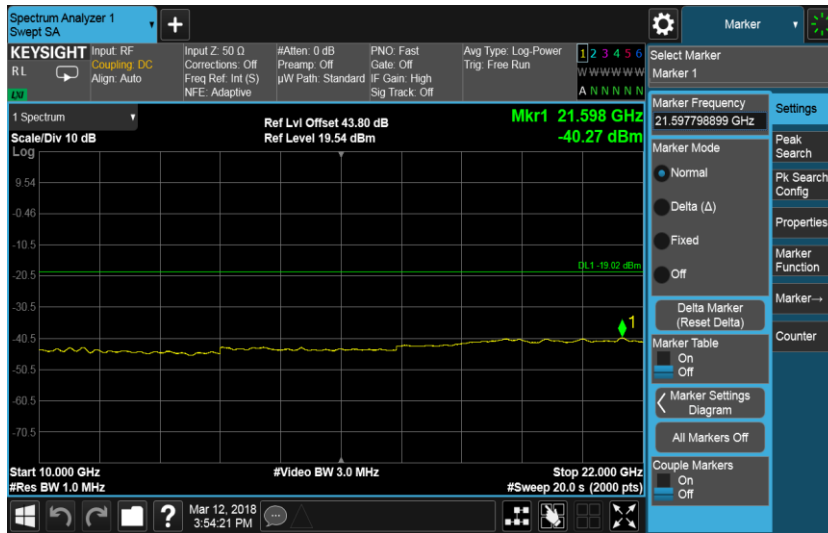 Spectrum Analyzer 1
Swept SA
Marker
KEYSIGHT
R L
LXI
Input: RF
Coupling: DC
Align: Auto
Input Z: 50 Ω
Corrections: Off
Freq Ref: Int (S)
NFE: Adaptive
#Atten: 0 dB
Preamp: Off
µW Path: Standard
PNO: Fast
Gate: Off
IF Gain: High
Sig Track: Off
Avg Type: Log-Power
Trig: Free Run
1 2 3 4 5 6
W W W W W W
A N N N N N
Select Marker
Marker 1
1 Spectrum
Scale/Div 10 dB
Log
Ref Lvl Offset 43.80 dB
Ref Level 19.54 dBm
Mkr1 21.598 GHz
-40.27 dBm
9.54
-0.46
-10.5
-20.5
-30.5
-40.5
-50.5
-60.5
-70.5
DL1 -19.02 dBm
1
Start 10.000 GHz
#Res BW 1.0 MHz
#Video BW 3.0 MHz
Stop 22.000 GHz
#Sweep 20.0 s (2000 pts)
Marker Frequency
21.597798899 GHz
Marker Mode
Normal
Delta (Δ)
Fixed
Off
Delta Marker
(Reset Delta)
Marker Table
On
Off
Marker Settings
Diagram
All Markers Off
Couple Markers
On
Off
Settings
Peak
Search
Pk Search
Config
Properties
Marker
Function
Marker→
Counter
?
Mar 12, 2018
3:54:21 PM